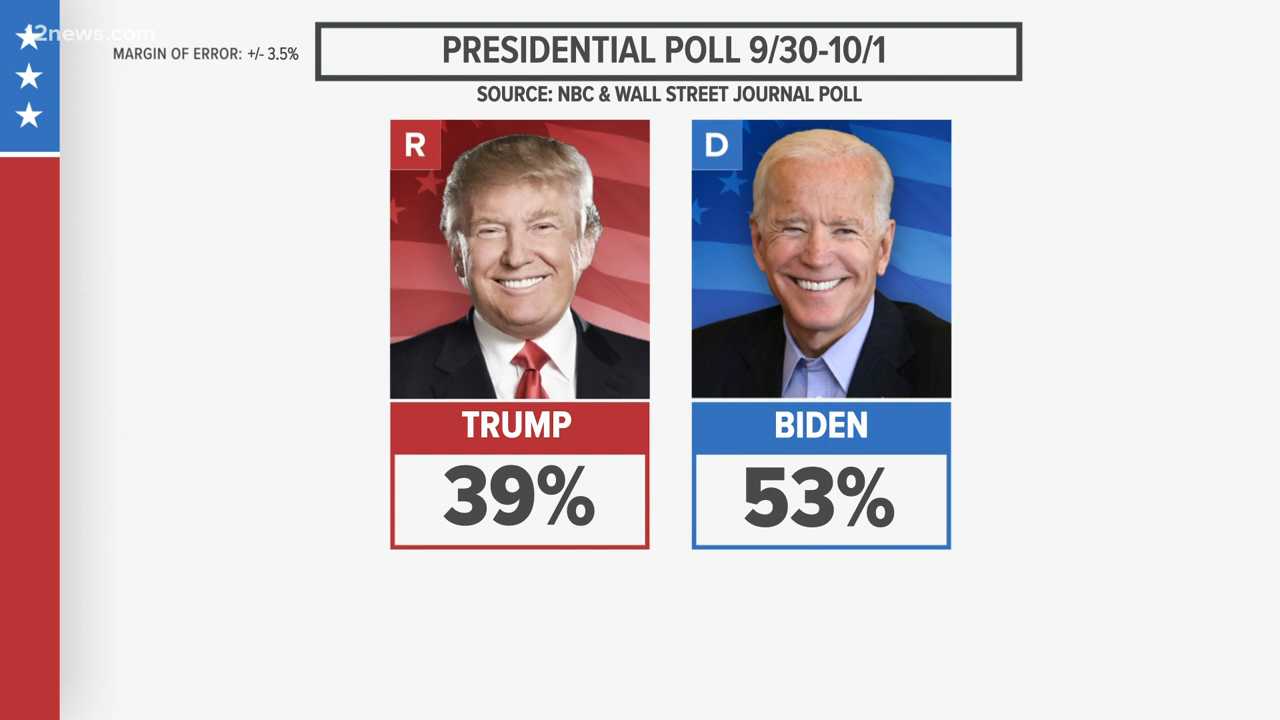 12news.com
MARGIN OF ERROR: +/- 3.5%
PRESIDENTIAL POLL 9/30-10/1
SOURCE: NBC & WALL STREET JOURNAL POLL
R
D
TRUMP
BIDEN
39%
53%